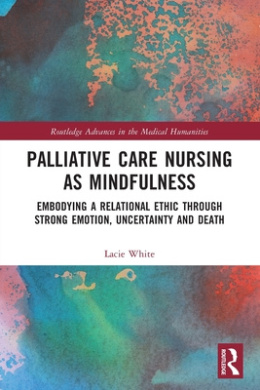 Routledge Advances in the Medical Humanities
PALLIATIVE CARE NURSING
AS MINDFULNESS
EMBODYING A RELATIONAL ETHIC THROUGH
STRONG EMOTION, UNCERTAINTY AND DEATH
Lacie White
R
Routledge